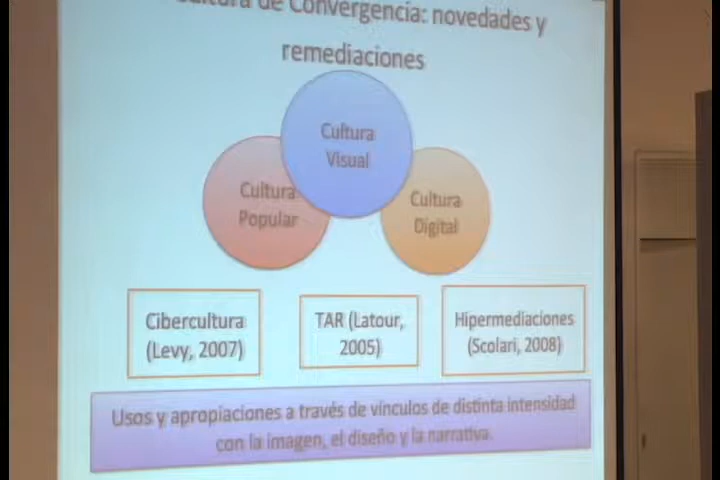 Cultura de Convergencia: novedades y
remediaciones
Cultura
Visual
Cultura
Popular
Cultura
Digital
Cibercultura
(Levy, 2007)
TAR (Latour,
2005)
Hipermediaciones
(Scolari, 2008)
Usos y apropiaciones a través de vínculos de distinta intensidad
con la imagen, el diseño y la narrativa.